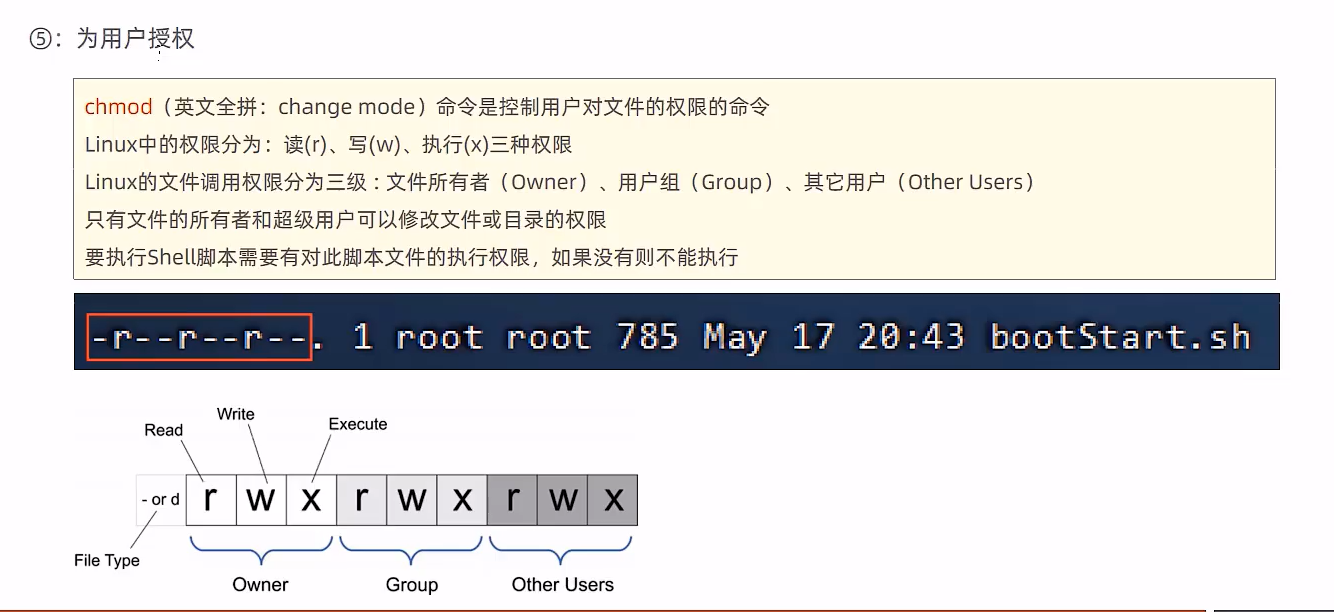 ⑤：为用户授权
chmod（英文全拼：change mode）命令是控制用户对文件的权限的命令
Linux中的权限分为：读(r)、写(w)、执行(x)三种权限
Linux的文件调用权限分为三级 : 文件所有者（Owner）、用户组（Group）、其它用户（Other Users）
只有文件的所有者和超级用户可以修改文件或目录的权限
要执行Shell脚本需要有对此脚本文件的执行权限，如果没有则不能执行
-r--r--r--. 1 root root 785 May 17 20:43 bootStart.sh
Write
Read
Execute
- or d r w x r w x r w x
File Type
Owner Group Other Users